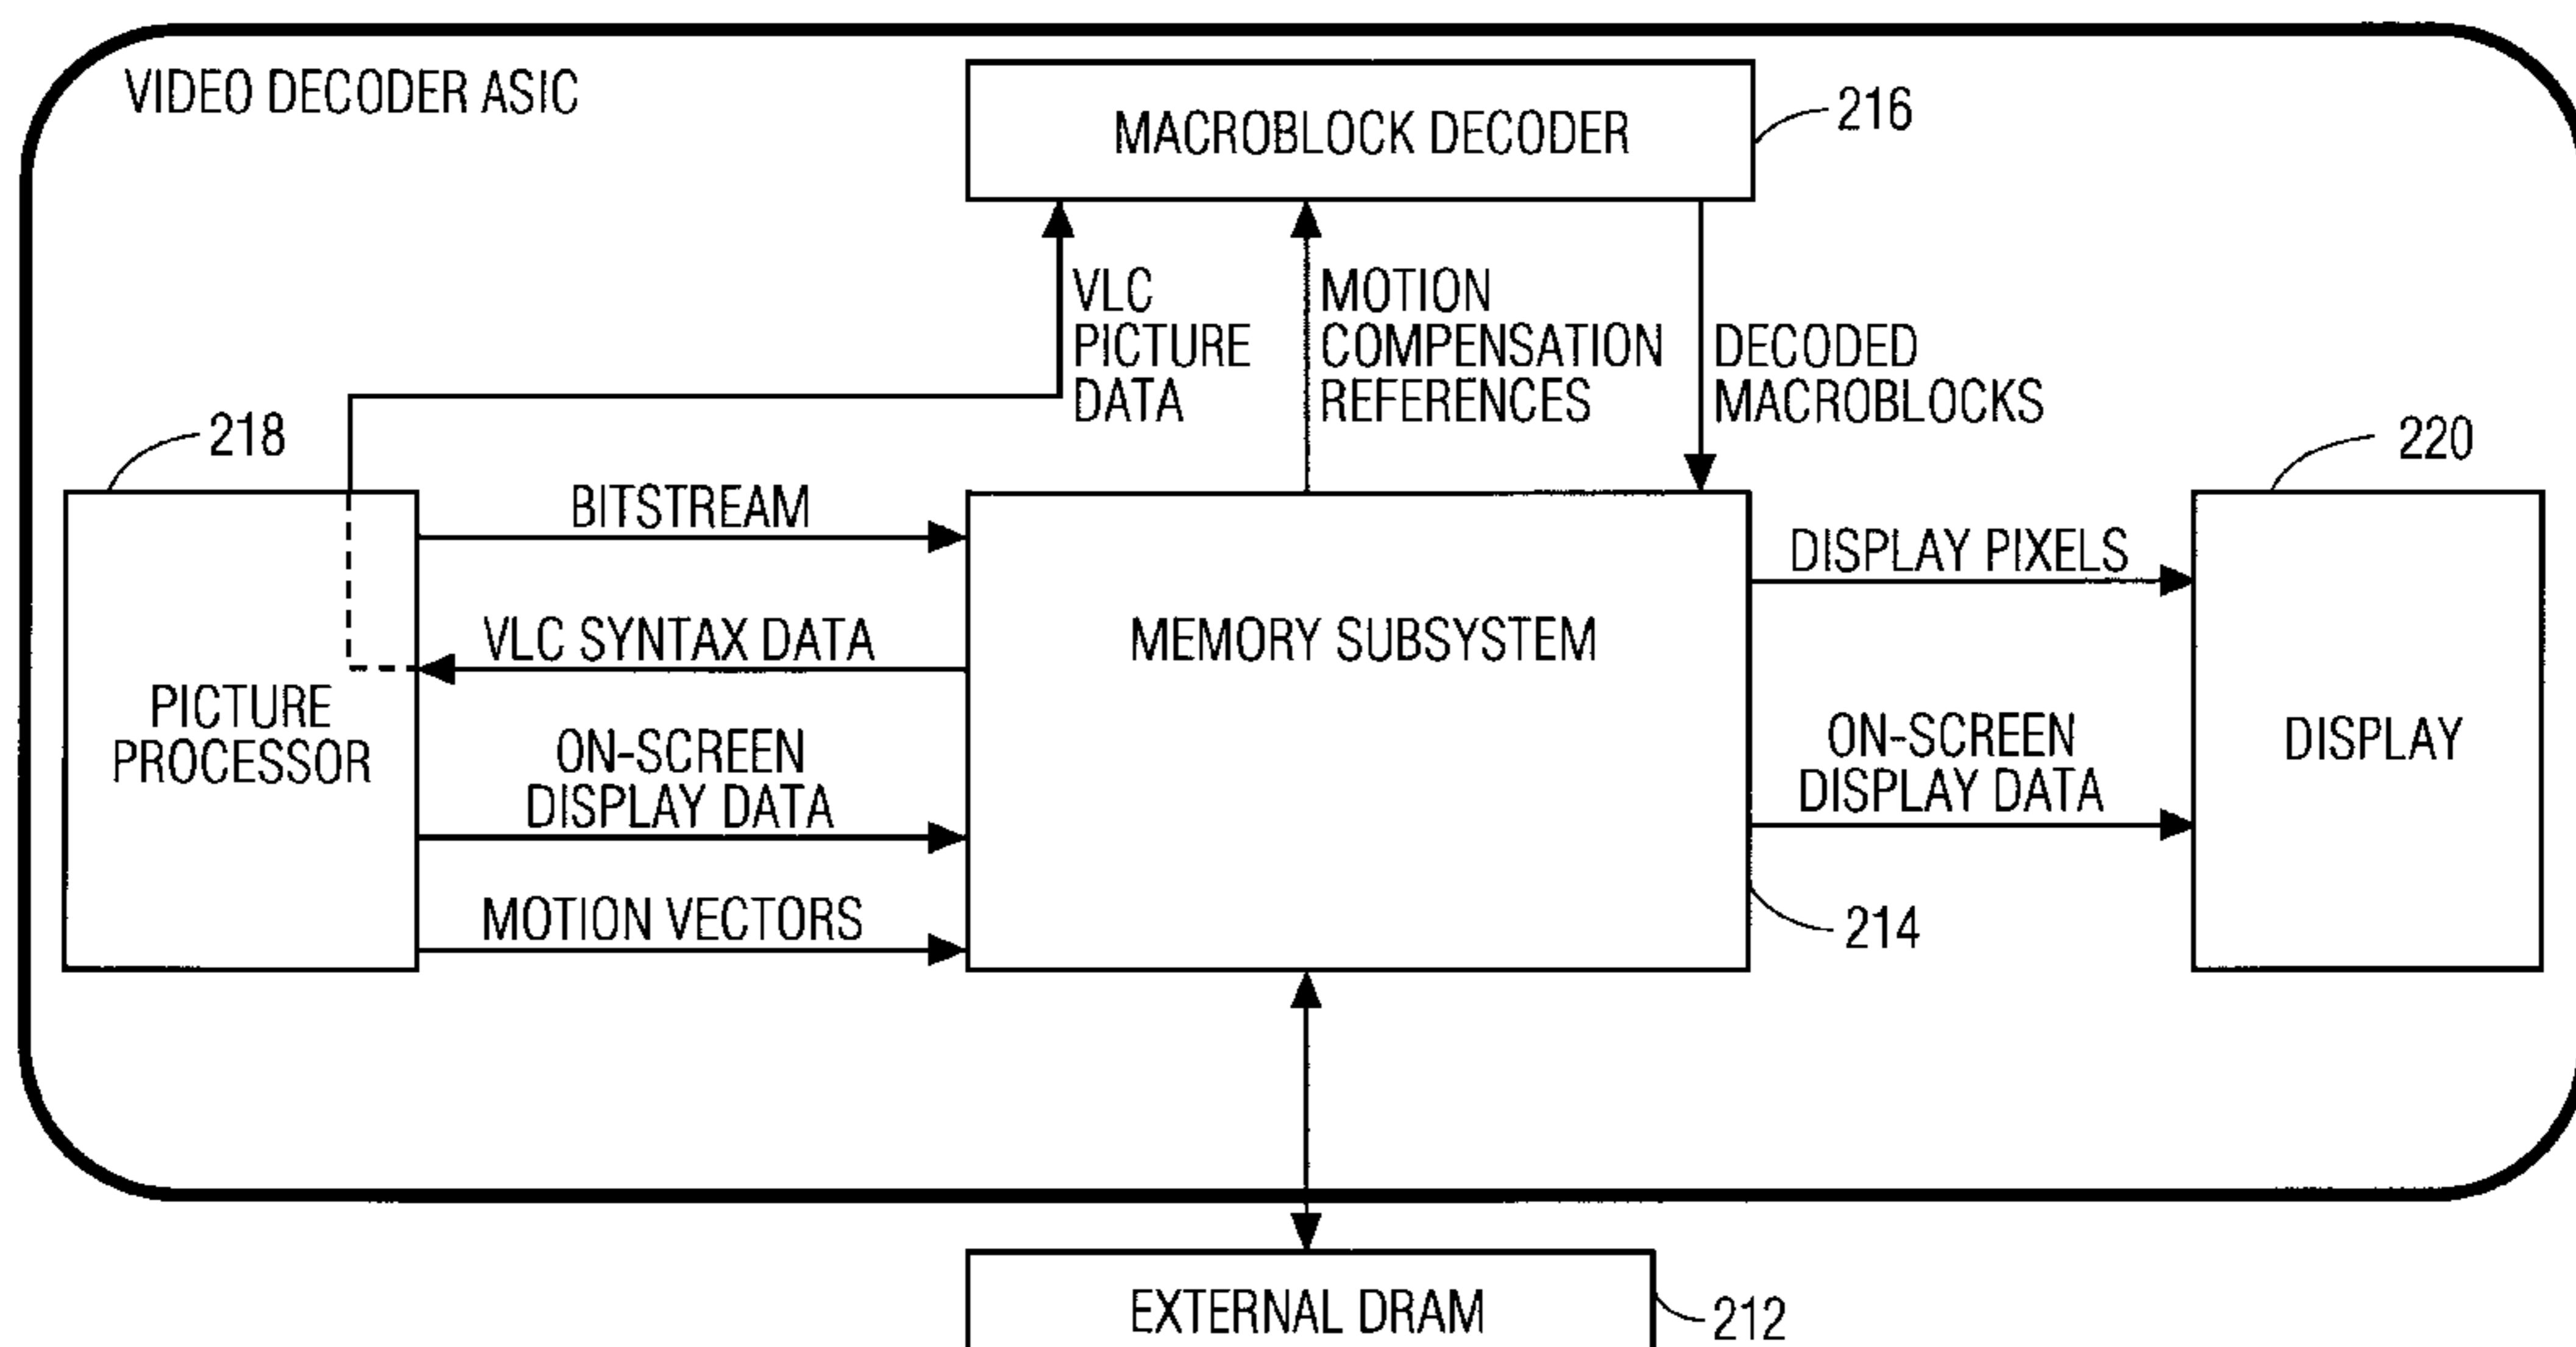 VIDEO DECODER ASIC
MACROBLOCK DECODER
216
VLC
PICTURE
DATA
MOTION
COMPENSATION
REFERENCES
DECODED
MACROBLOCKS
218
220
PICTURE
PROCESSOR
BITSTREAM
VLC SYNTAX DATA
ON-SCREEN
DISPLAY DATA
MOTION VECTORS
MEMORY SUBSYSTEM
214
DISPLAY PIXELS
ON-SCREEN
DISPLAY DATA
DISPLAY
EXTERNAL DRAM
212